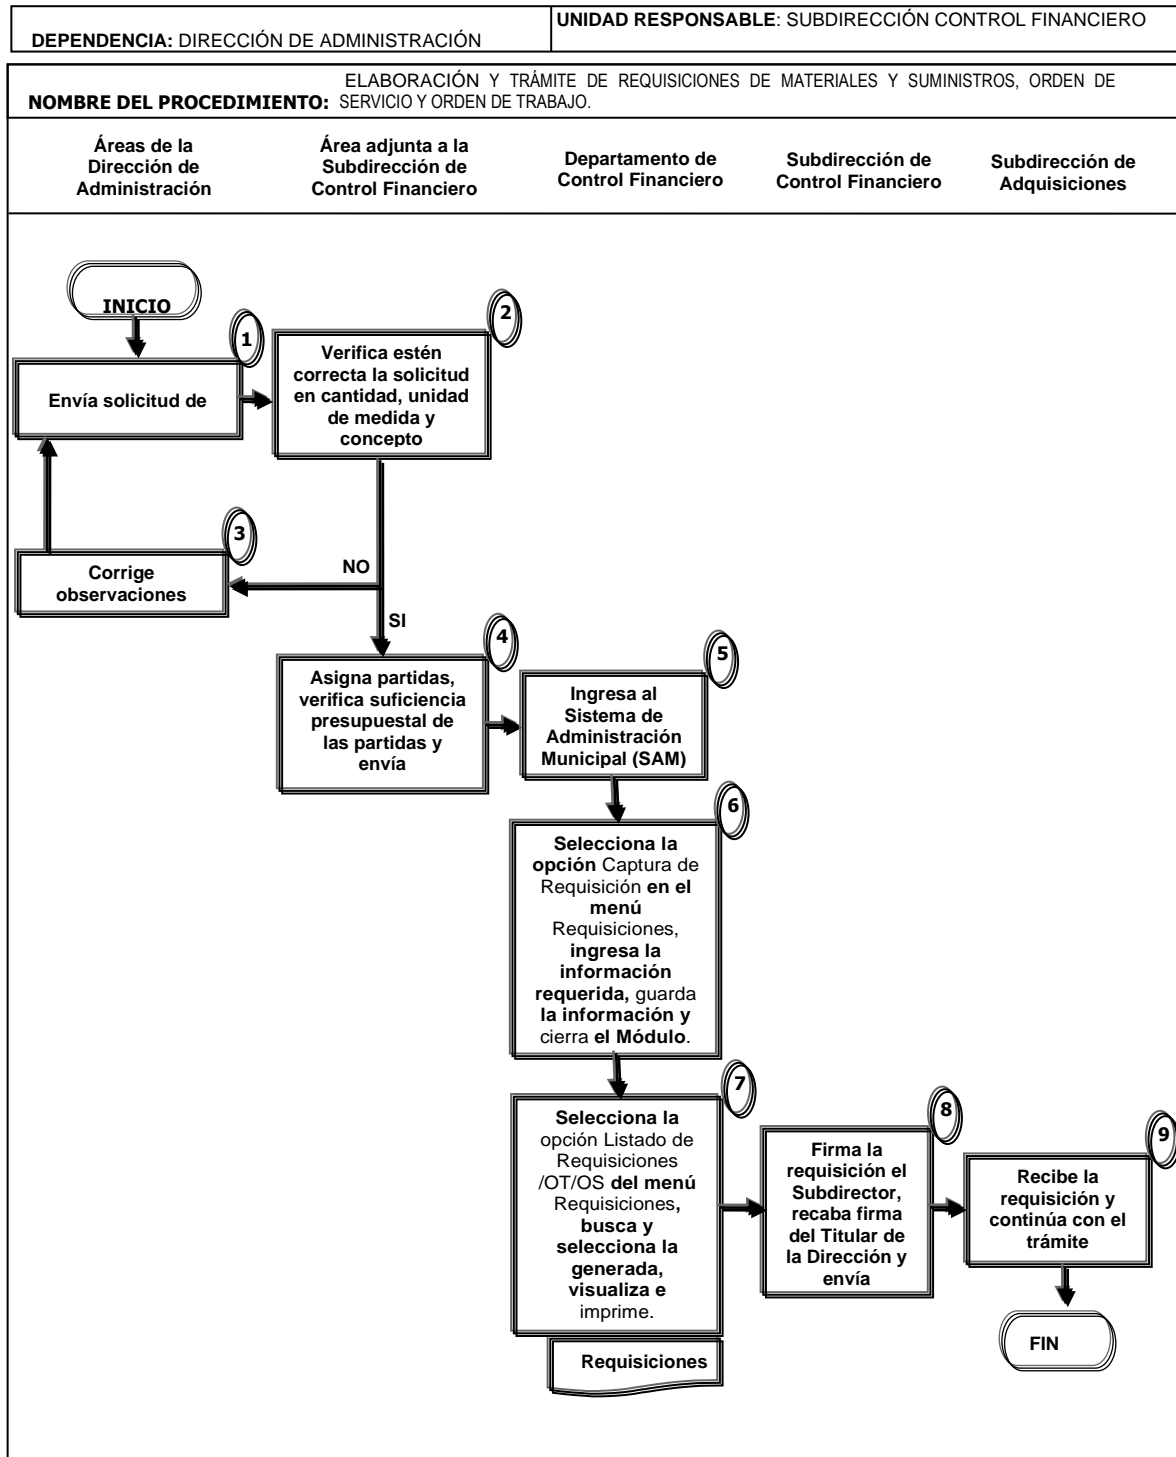 DEPENDENCIA: DIRECCIÓN DE ADMINISTRACIÓN
UNIDAD RESPONSABLE: SUBDIRECCIÓN CONTROL FINANCIERO
NOMBRE DEL PROCEDIMIENTO:
ELABORACIÓN Y TRÁMITE DE REQUISICIONES DE MATERIALES Y SUMINISTROS, ORDEN DE
SERVICIO Y ORDEN DE TRABAJO.
Áreas de la
Dirección de
Administración
Área adjunta a la
Subdirección de
Control Financiero
Departamento de
Control Financiero
Subdirección de
Control Financiero
Subdirección de
Adquisiciones
INICIO
1
Envía solicitud de
2
Verifica estén
correcta la solicitud
en cantidad, unidad
de medida y
concepto
3
Corrige
observaciones
NO
SI
4
Asigna partidas,
verifica suficiencia
presupuestal de
las partidas y
envía
5
Ingresa al
Sistema de
Administración
Municipal (SAM)
6
Selecciona la
opción Captura de
Requisición en el
menú
Requisiciones,
ingresa la
información
requerida, guarda
la información y
cierra el Módulo.
7
Selecciona la
opción Listado de
Requisiciones
/OT/OS del menú
Requisiciones,
busca y
selecciona la
generada,
visualiza e
imprime.
Requisiciones
8
Firma la
requisición el
Subdirector,
recaba firma
del Titular de
la Dirección y
envía
9
Recibe la
requisición y
continúa con el
trámite
FIN